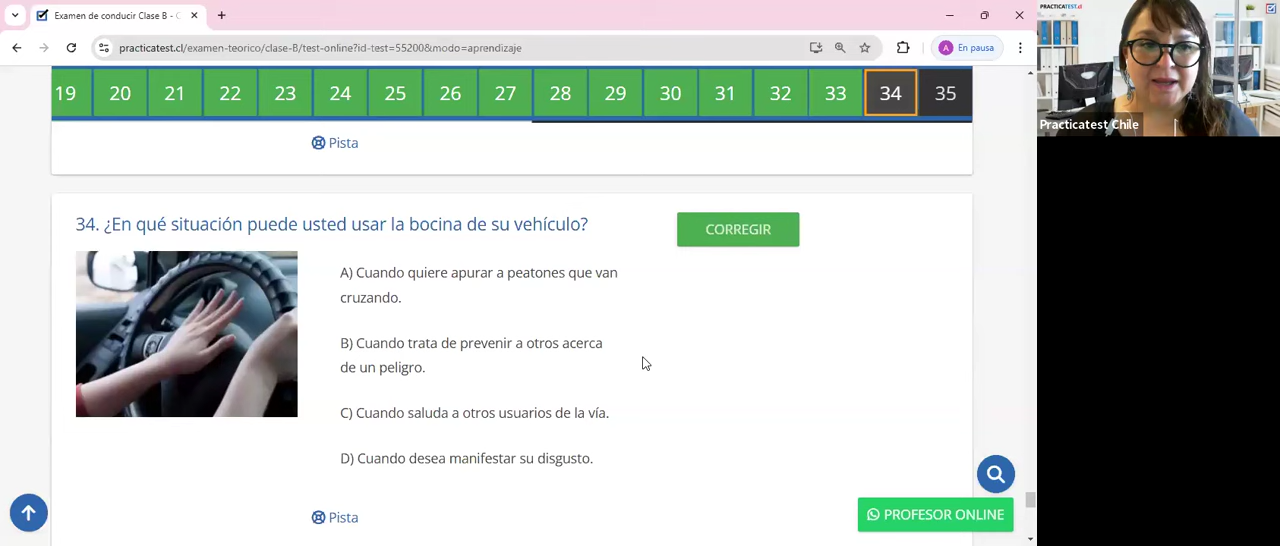 Examen de conducir Clase B - C
practicatest.cl/examen-teorico/clase-B/test-online?id-test=55200&modo=aprendizaje
A En pausa
PRACTICATEST.cl
Practicatest Chile
19 20 21 22 23 24 25 26 27 28 29 30 31 32 33 34 35
Pista
34. ¿En qué situación puede usted usar la bocina de su vehículo?
CORREGIR
A) Cuando quiere apurar a peatones que van
cruzando.
B) Cuando trata de prevenir a otros acerca
de un peligro.
C) Cuando saluda a otros usuarios de la vía.
D) Cuando desea manifestar su disgusto.
Pista
PROFESOR ONLINE